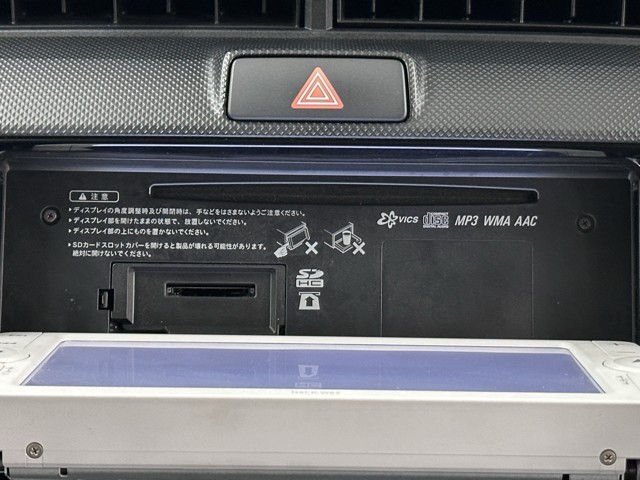 注意
▶ディスプレイの角度調整時及び開閉時は、手などをはさまないようご注意ください。
▶ディスプレイ部を開けたままの状態で、放置しないでください。
▶ディスプレイ部の上にものを置かないでください。
▶SDカードスロットカバーを開けると製品が壊れる可能性があります。
絶対に開けないでください。
VICS
COMPACT disc DIGITAL AUDIO
MP3 WMA AAC
SD
HC